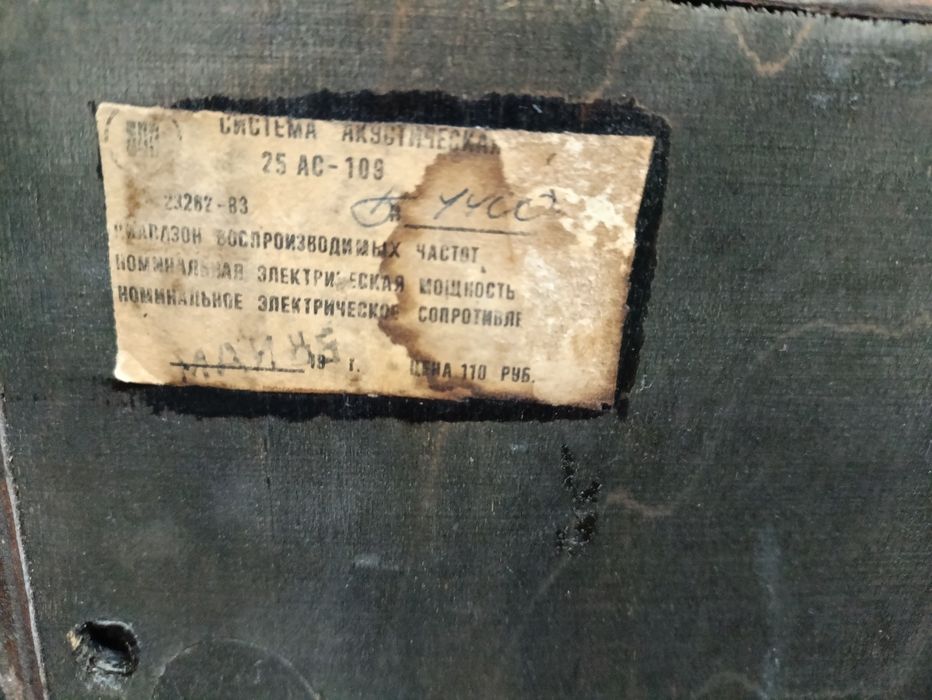 СИСТЕМА АКУСТИЧЕСКАЯ
25 АС-109
23262-83
ДИАПАЗОН ВОСПРОИЗВОДИМЫХ ЧАСТОТ
НОМИНАЛЬНАЯ ЭЛЕКТРИЧЕСКАЯ МОЩНОСТЬ
НОМИНАЛЬНОЕ ЭЛЕКТРИЧЕСКОЕ СОПРОТИВЛЕ
19 г. ЦЕНА 110 РУБ.